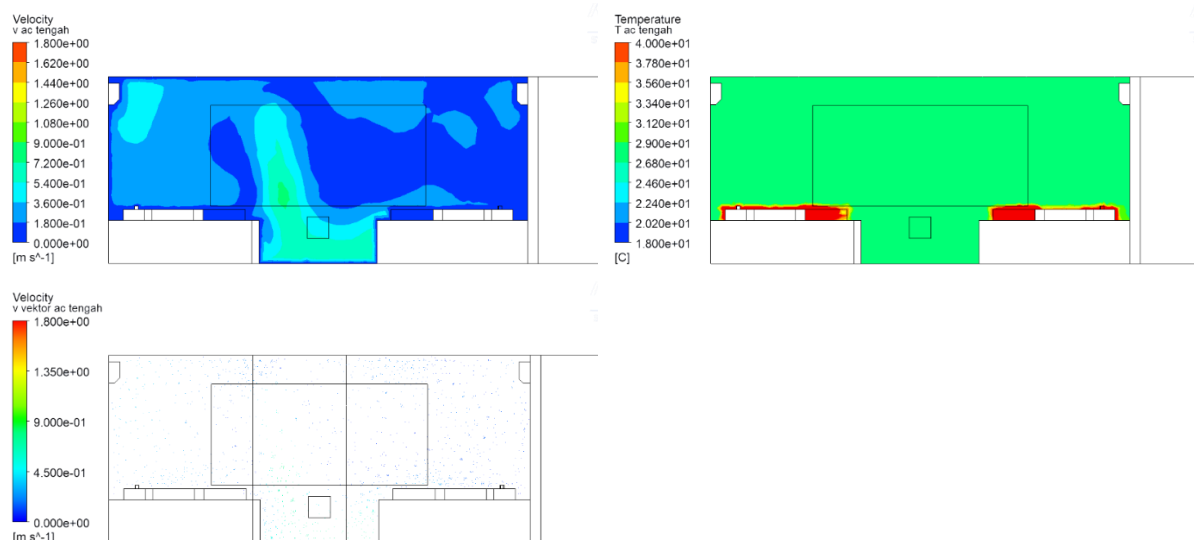 Velocity
v ac tengah
1.800e+00
1.620e+00
1.440e+00
1.260e+00
1.080e+00
9.000e-01
7.200e-01
5.400e-01
3.600e-01
1.800e-01
0.000e+00
[m s^-1]
Temperature
T ac tengah
4.000e+01
3.780e+01
3.560e+01
3.340e+01
3.120e+01
2.900e+01
2.680e+01
2.460e+01
2.240e+01
2.020e+01
1.800e+01
[C]
Velocity
v vektor ac tengah
1.800e+00
1.350e+00
9.000e-01
4.500e-01
0.000e+00
[m s^-1]